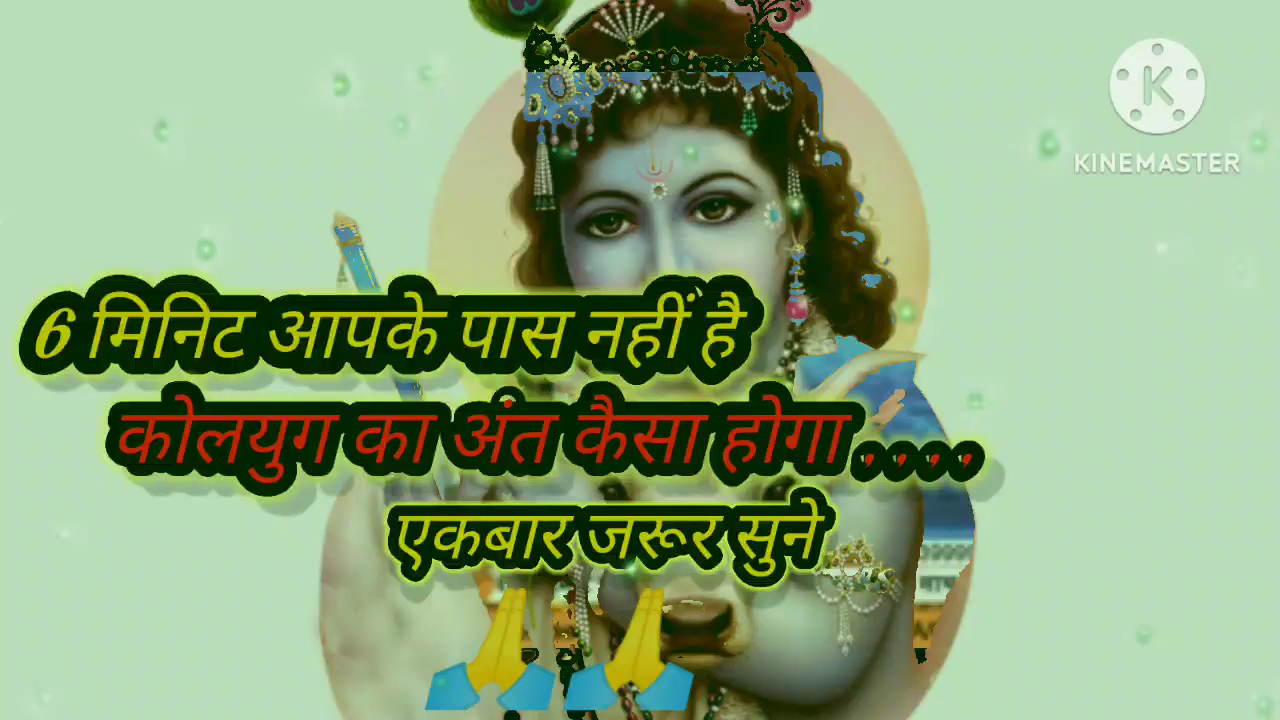 KINEMASTER
6 मिनिट आपके पास नहीं है
कोलयुग का अंत कैसा होगा,,,,
एकबार जरूर सुने